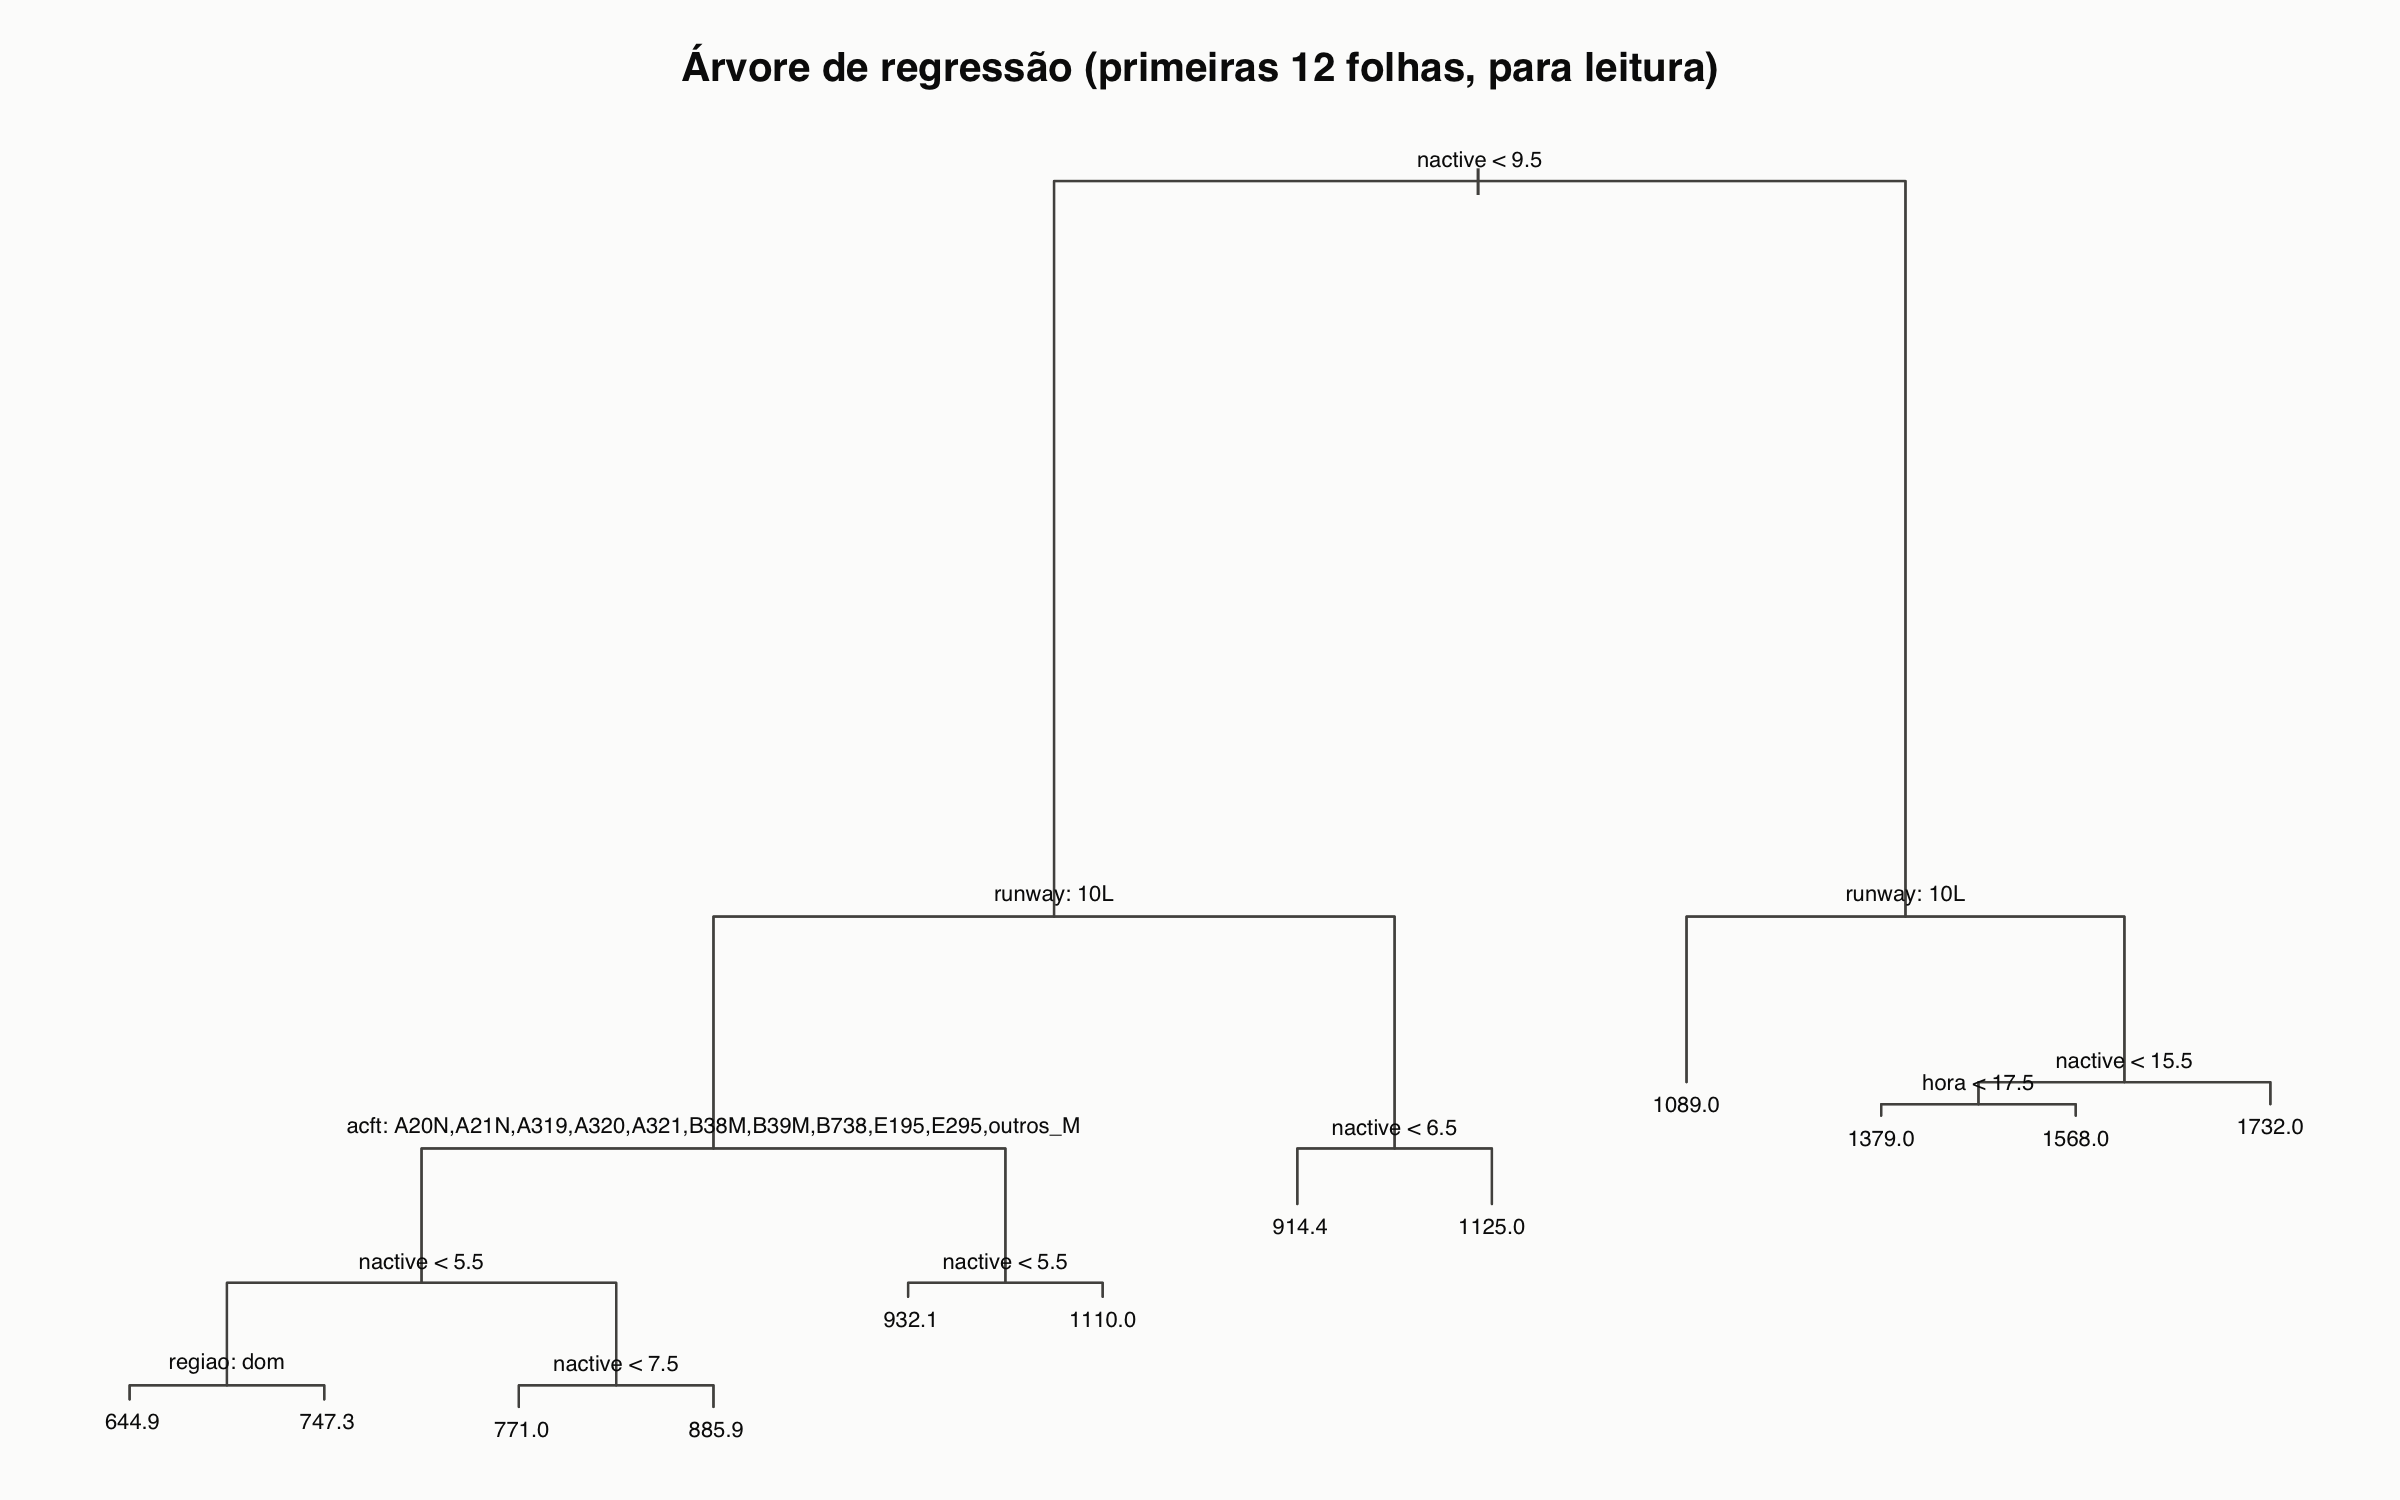 Árvore de regressão (primeiras 12 folhas, para leitura)
nactive < 9.5
runway: 10L
runway: 10L
nactive < 15.5
hora < 17.5
1089.0
acft: A20N,A21N,A319,A320,A321,B38M,B39M,B738,E195,E295,outros_M
nactive < 6.5
1379.0
1568.0
1732.0
914.4
1125.0
nactive < 5.5
nactive < 5.5
932.1
1110.0
regiao: dom
nactive < 7.5
644.9
747.3
771.0
885.9